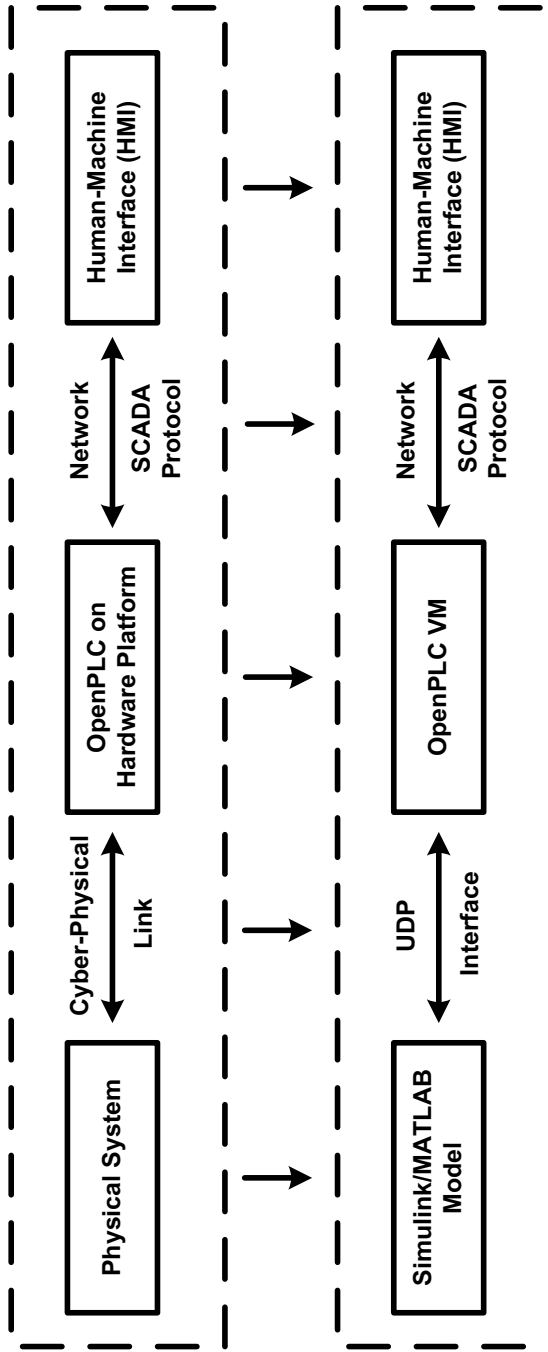 Physical System
Cyber-Physical
Link
OpenPLC on
Hardware Platform
Network
SCADA
Protocol
Human-Machine
Interface (HMI)
Simulink/MATLAB
Model
UDP
Interface
OpenPLC VM
Network
SCADA
Protocol
Human-Machine
Interface (HMI)